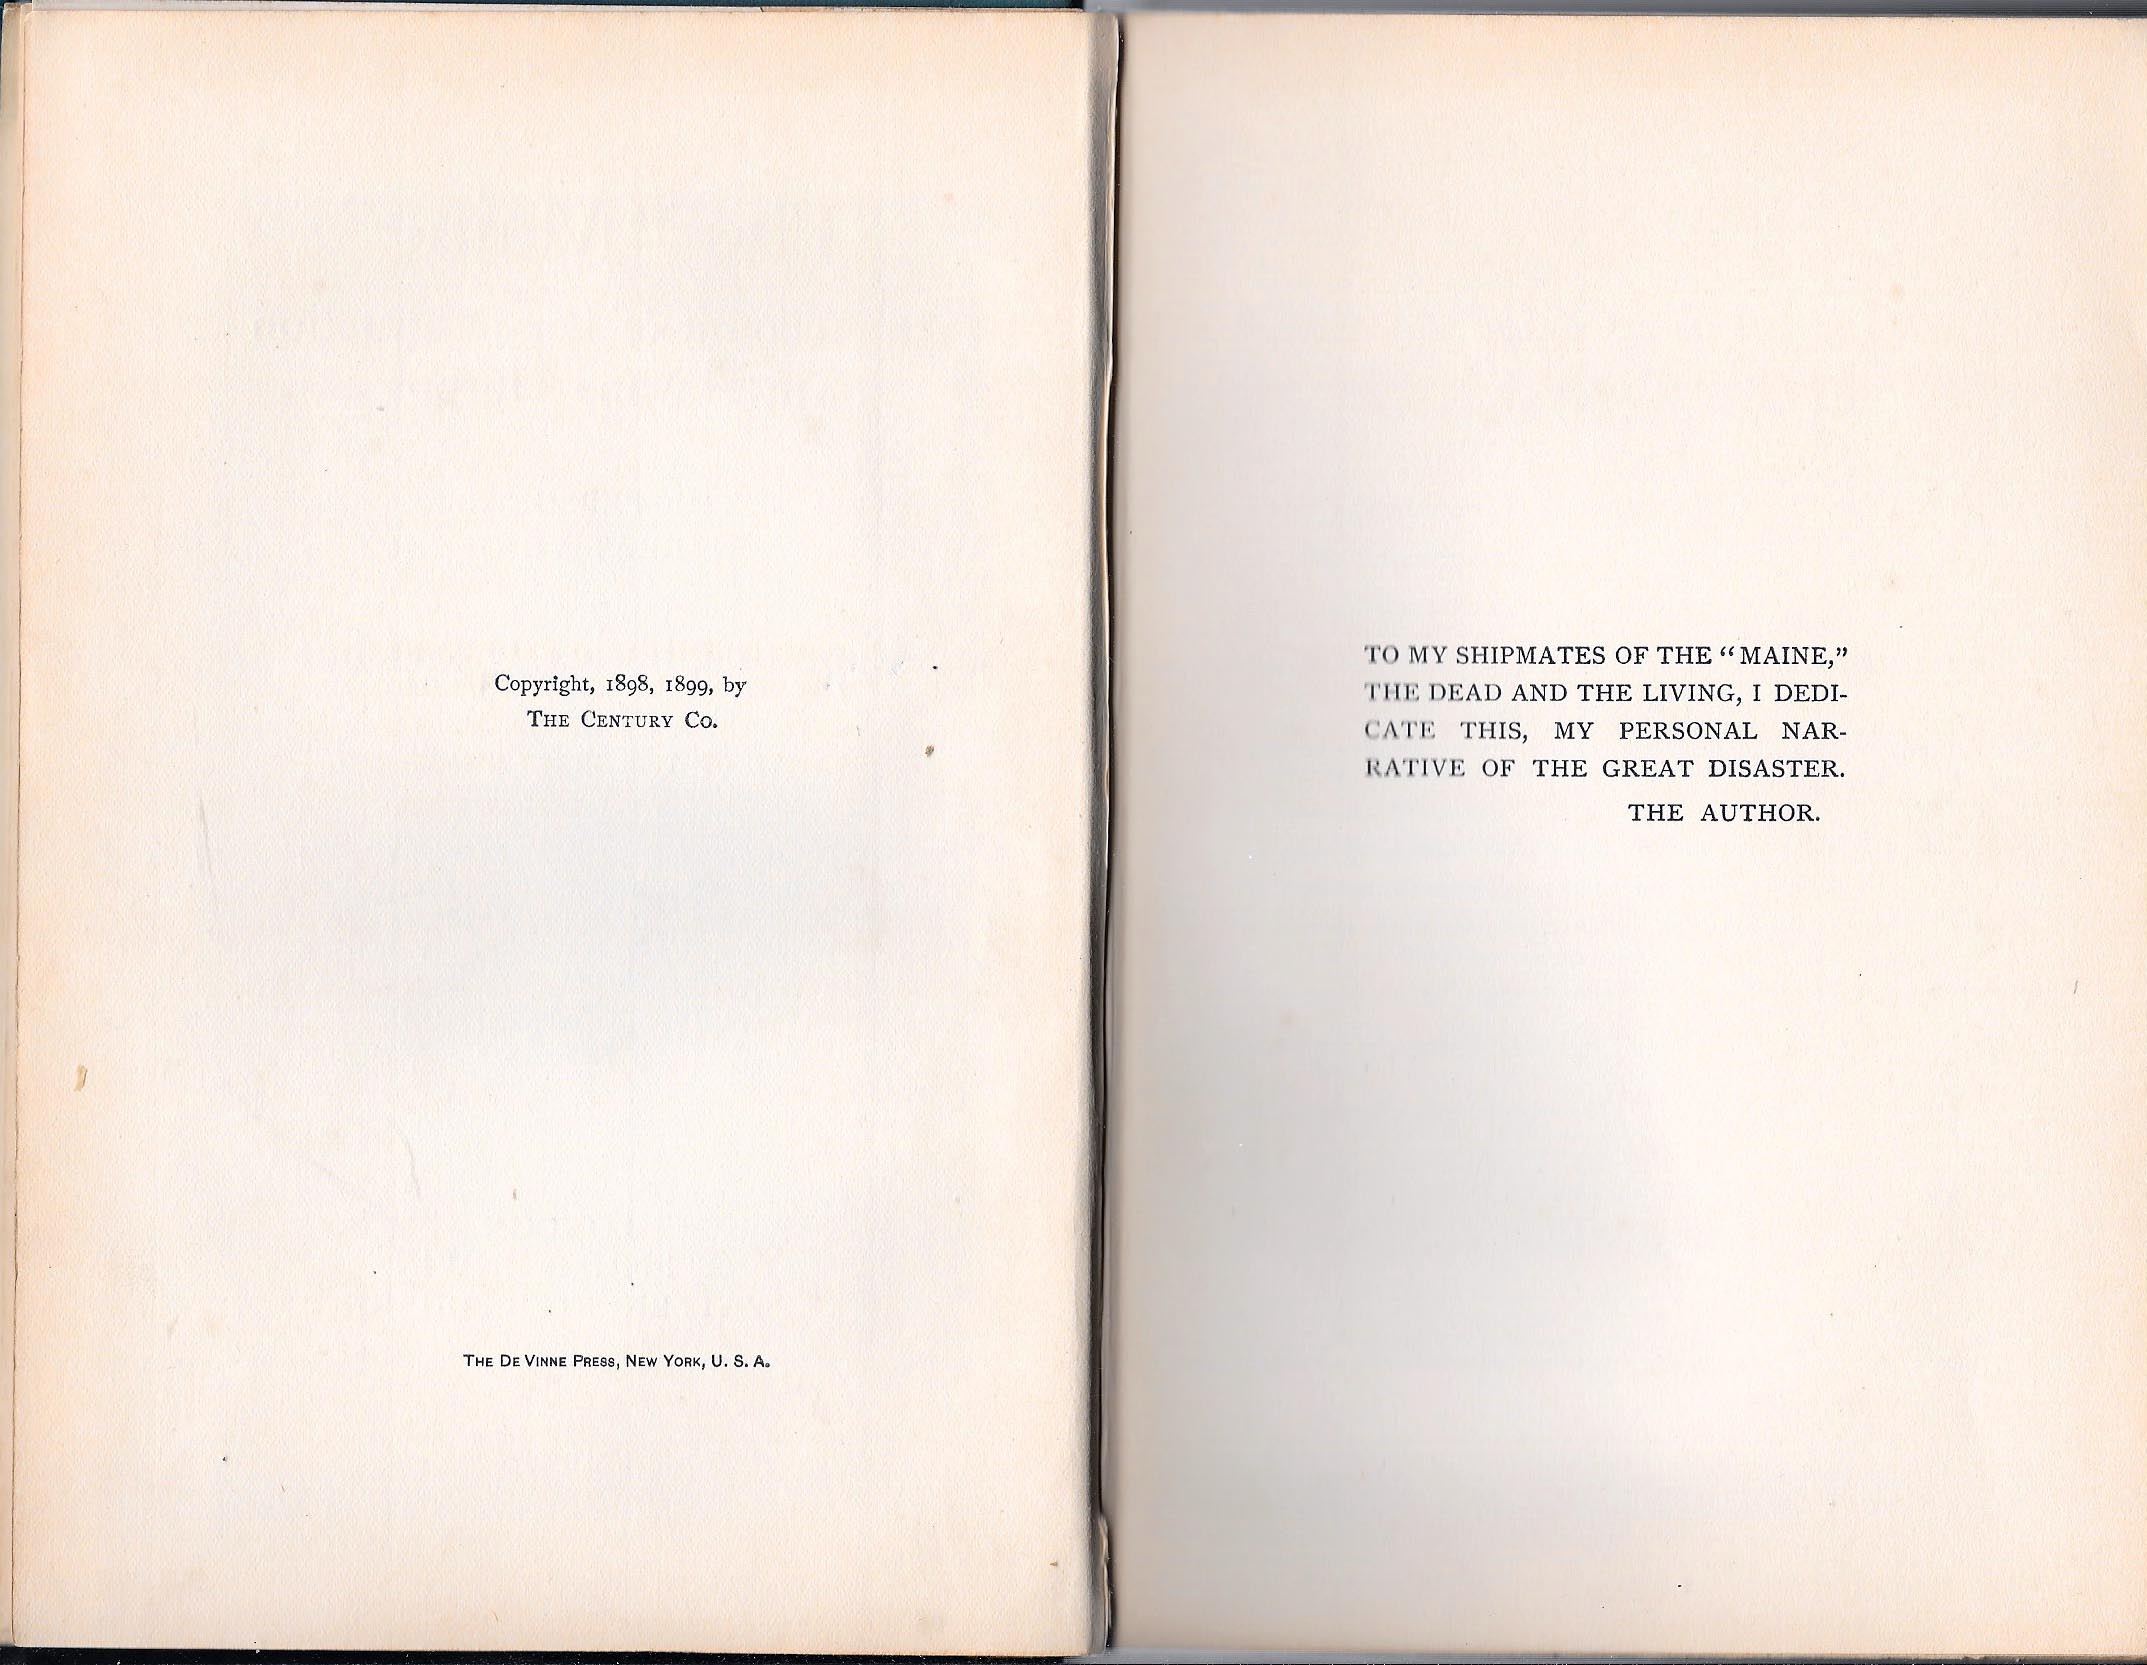 Copyright, 1898, 1899, by
THE CENTURY CO.
THE DE VINNE PRESS, NEW YORK, U. S. A.
TO MY SHIPMATES OF THE “MAINE,”
THE DEAD AND THE LIVING, I DEDI-
CATE THIS, MY PERSONAL NAR-
RATIVE OF THE GREAT DISASTER.
THE AUTHOR.